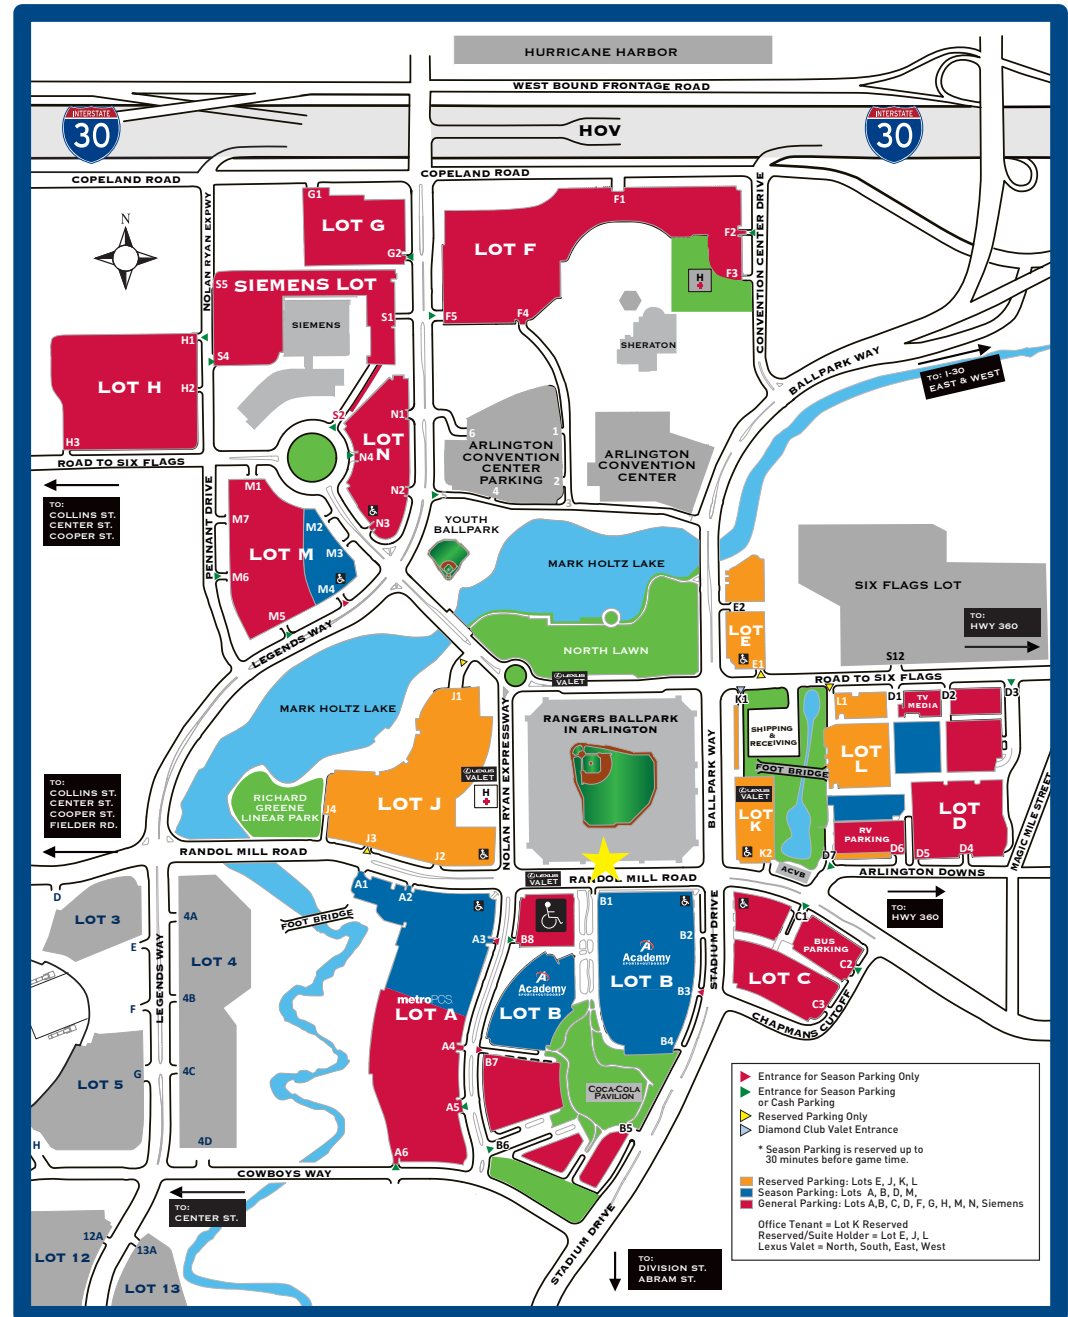 HURRICANE HARBOR
WEST BOUND FRONTAGE ROAD
INTERSTATE
30
HOV
INTERSTATE
30
COPELAND ROAD
COPELAND ROAD
N
NOLAN RYAN EXPWY
G1
LOT G
G2
F1
LOT F
F2
F3
H
F5
F4
CONVENTION CENTER DRIVE
S5
SIEMENS LOT
S1
SIEMENS
S4
SHERATON
H1
LOT H
H2
H3
BALLPARK WAY
TO: I-30
EAST & WEST
S2
N1
LOT
N
N4
N2
N3
6
1
ARLINGTON
CONVENTION
CENTER
PARKING
2
4
3
ARLINGTON
CONVENTION
CENTER
ROAD TO SIX FLAGS
TO:
COLLINS ST.
CENTER ST.
COOPER ST.
PENNANT DRIVE
M1
M7
M2
LOT M
M3
M6
M4
M5
LEGENDS WAY
YOUTH
BALLPARK
MARK HOLTZ LAKE
NORTH LAWN
SIX FLAGS LOT
TO:
HWY 360
E2
LOT
E
E1
S12
ROAD TO SIX FLAGS
LEXUS
VALET
MARK HOLTZ LAKE
J1
NOLAN RYAN EXPRESSWAY
RANGERS BALLPARK
IN ARLINGTON
BALLPARK WAY
K1
SHIPPING
&
RECEIVING
FOOT BRIDGE
L1
LOT
L
D1
TV
MEDIA
D2
D3
TO:
COLLINS ST.
CENTER ST.
COOPER ST.
FIELDER RD.
RICHARD
GREENE
LINEAR PARK
J4
LOT J
LEXUS
VALET
H
J3
J2
LEXUS
VALET
LOT
K
K2
RV
PARKING
D6
D7
LOT
D
D5
D4
MAGIC MILE STREET
ACVB
RANDOL MILL ROAD
LEXUS
VALET
RANDOL MILL ROAD
ARLINGTON DOWNS
TO:
HWY 360
D
LOT 3
E
F
LOT 5
G
H
LEGENDS WAY
4A
LOT 4
4B
4C
4D
FOOT BRIDGE
A1
A2
A3
metroPCS.
LOT A
A4
A5
A6
B8
Academy
SPORTS+OUTDOORS
LOT B
B1
B2
Academy
SPORTS+OUTDOORS
LOT B
B3
B4
B7
COCA-COLA
PAVILION
B5
B6
STADIUM DRIVE
C1
BUS
PARKING
C2
LOT C
C3
CHAPMANS CUTOFF
Entrance for Season Parking Only
Entrance for Season Parking
or Cash Parking
Reserved Parking Only
Diamond Club Valet Entrance
* Season Parking is reserved up to
30 minutes before game time.
Reserved Parking: Lots E, J, K, L
Season Parking: Lots A, B, D, M,
General Parking: Lots A,B, C, D, F, G, H, M, N, Siemens
Office Tenant = Lot K Reserved
Reserved/Suite Holder = Lot E, J, L
Lexus Valet = North, South, East, West
COWBOYS WAY
TO:
CENTER ST.
12A
LOT 12
13A
LOT 13
STADIUM DRIVE
TO:
DIVISION ST.
ABRAM ST.